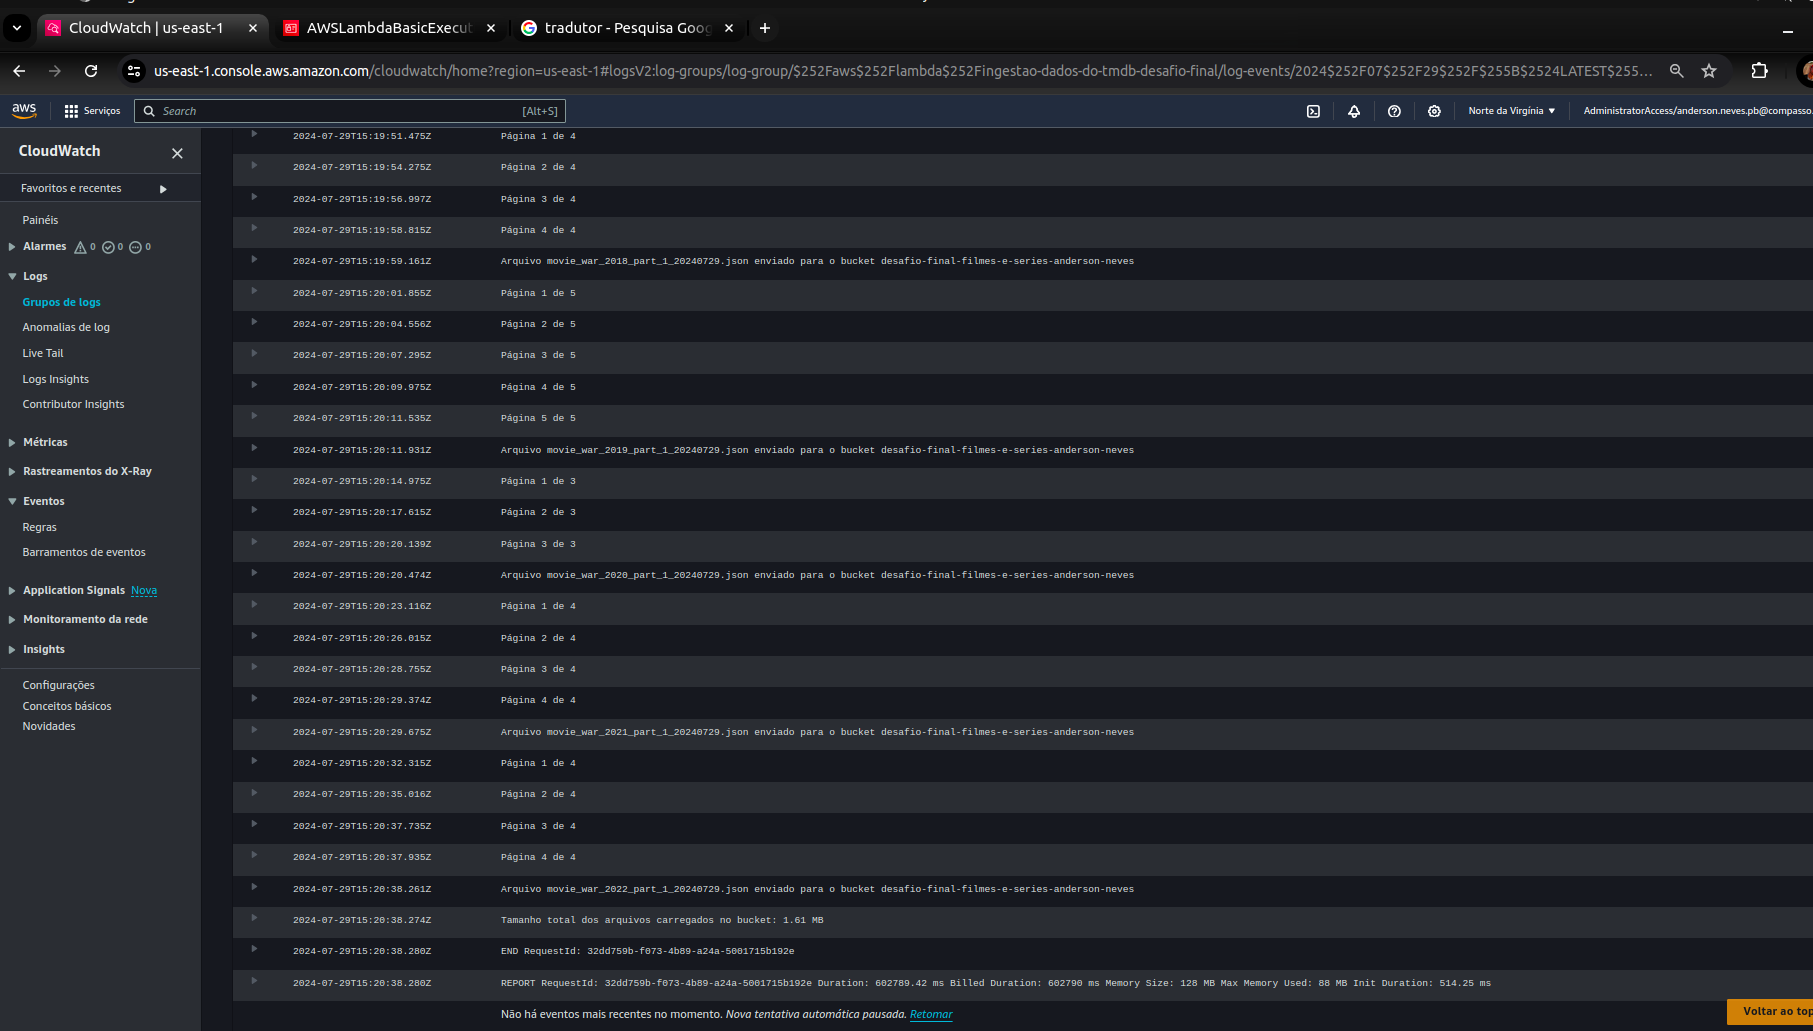 CloudWatch | us-east-1
AWSLambdaBasicExecut
tradutor - Pesquisa Goog
us-east-1.console.aws.amazon.com/cloudwatch/home?region=us-east-1#logsV2:log-groups/log-group/$252Faws$252Flambda$252Fingestao-dados-do-tmdb-desafio-final/log-events/2024$252F07$252F29$252F$255B$2524LATEST$255...
aws
Serviços
Search
[Alt+S]
Norte da Virgínia
AdministratorAccess/anderson.neves.pb@compasso.
CloudWatch
Favoritos e recentes
Painéis
Alarmes 0 0 0
Logs
Grupos de logs
Anomalias de log
Live Tail
Logs Insights
Contributor Insights
Métricas
Rastreamentos do X-Ray
Eventos
Regras
Barramentos de eventos
Application Signals Nova
Monitoramento da rede
Insights
Configurações
Conceitos básicos
Novidades
2024-07-29T15:19:51.475Z Página 1 de 4
2024-07-29T15:19:54.275Z Página 2 de 4
2024-07-29T15:19:56.997Z Página 3 de 4
2024-07-29T15:19:58.815Z Página 4 de 4
2024-07-29T15:19:59.161Z Arquivo movie_war_2018_part_1_20240729.json enviado para o bucket desafio-final-filmes-e-series-anderson-neves
2024-07-29T15:20:01.855Z Página 1 de 5
2024-07-29T15:20:04.556Z Página 2 de 5
2024-07-29T15:20:07.295Z Página 3 de 5
2024-07-29T15:20:09.975Z Página 4 de 5
2024-07-29T15:20:11.535Z Página 5 de 5
2024-07-29T15:20:11.931Z Arquivo movie_war_2019_part_1_20240729.json enviado para o bucket desafio-final-filmes-e-series-anderson-neves
2024-07-29T15:20:14.975Z Página 1 de 3
2024-07-29T15:20:17.615Z Página 2 de 3
2024-07-29T15:20:20.139Z Página 3 de 3
2024-07-29T15:20:20.474Z Arquivo movie_war_2020_part_1_20240729.json enviado para o bucket desafio-final-filmes-e-series-anderson-neves
2024-07-29T15:20:23.116Z Página 1 de 4
2024-07-29T15:20:26.015Z Página 2 de 4
2024-07-29T15:20:28.755Z Página 3 de 4
2024-07-29T15:20:29.374Z Página 4 de 4
2024-07-29T15:20:29.675Z Arquivo movie_war_2021_part_1_20240729.json enviado para o bucket desafio-final-filmes-e-series-anderson-neves
2024-07-29T15:20:32.315Z Página 1 de 4
2024-07-29T15:20:35.016Z Página 2 de 4
2024-07-29T15:20:37.735Z Página 3 de 4
2024-07-29T15:20:37.935Z Página 4 de 4
2024-07-29T15:20:38.261Z Arquivo movie_war_2022_part_1_20240729.json enviado para o bucket desafio-final-filmes-e-series-anderson-neves
2024-07-29T15:20:38.274Z Tamanho total dos arquivos carregados no bucket: 1.61 MB
2024-07-29T15:20:38.280Z END RequestId: 32dd759b-f073-4b89-a24a-5001715b192e
2024-07-29T15:20:38.280Z REPORT RequestId: 32dd759b-f073-4b89-a24a-5001715b192e Duration: 602789.42 ms Billed Duration: 602790 ms Memory Size: 128 MB Max Memory Used: 88 MB Init Duration: 514.25 ms
Não há eventos mais recentes no momento. Nova tentativa automática pausada. Retomar
Voltar ao top